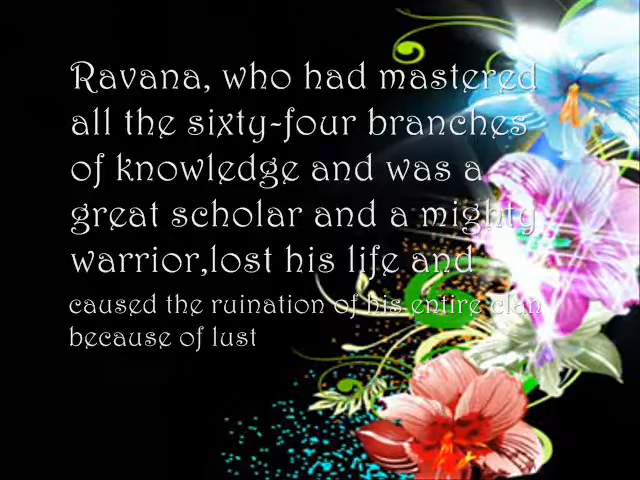 Ravana, who had mastered
all the sixty-four branches
of knowledge and was a
great scholar and a mighty
warrior,lost his life and
caused the ruination of his entire clan
because of lust